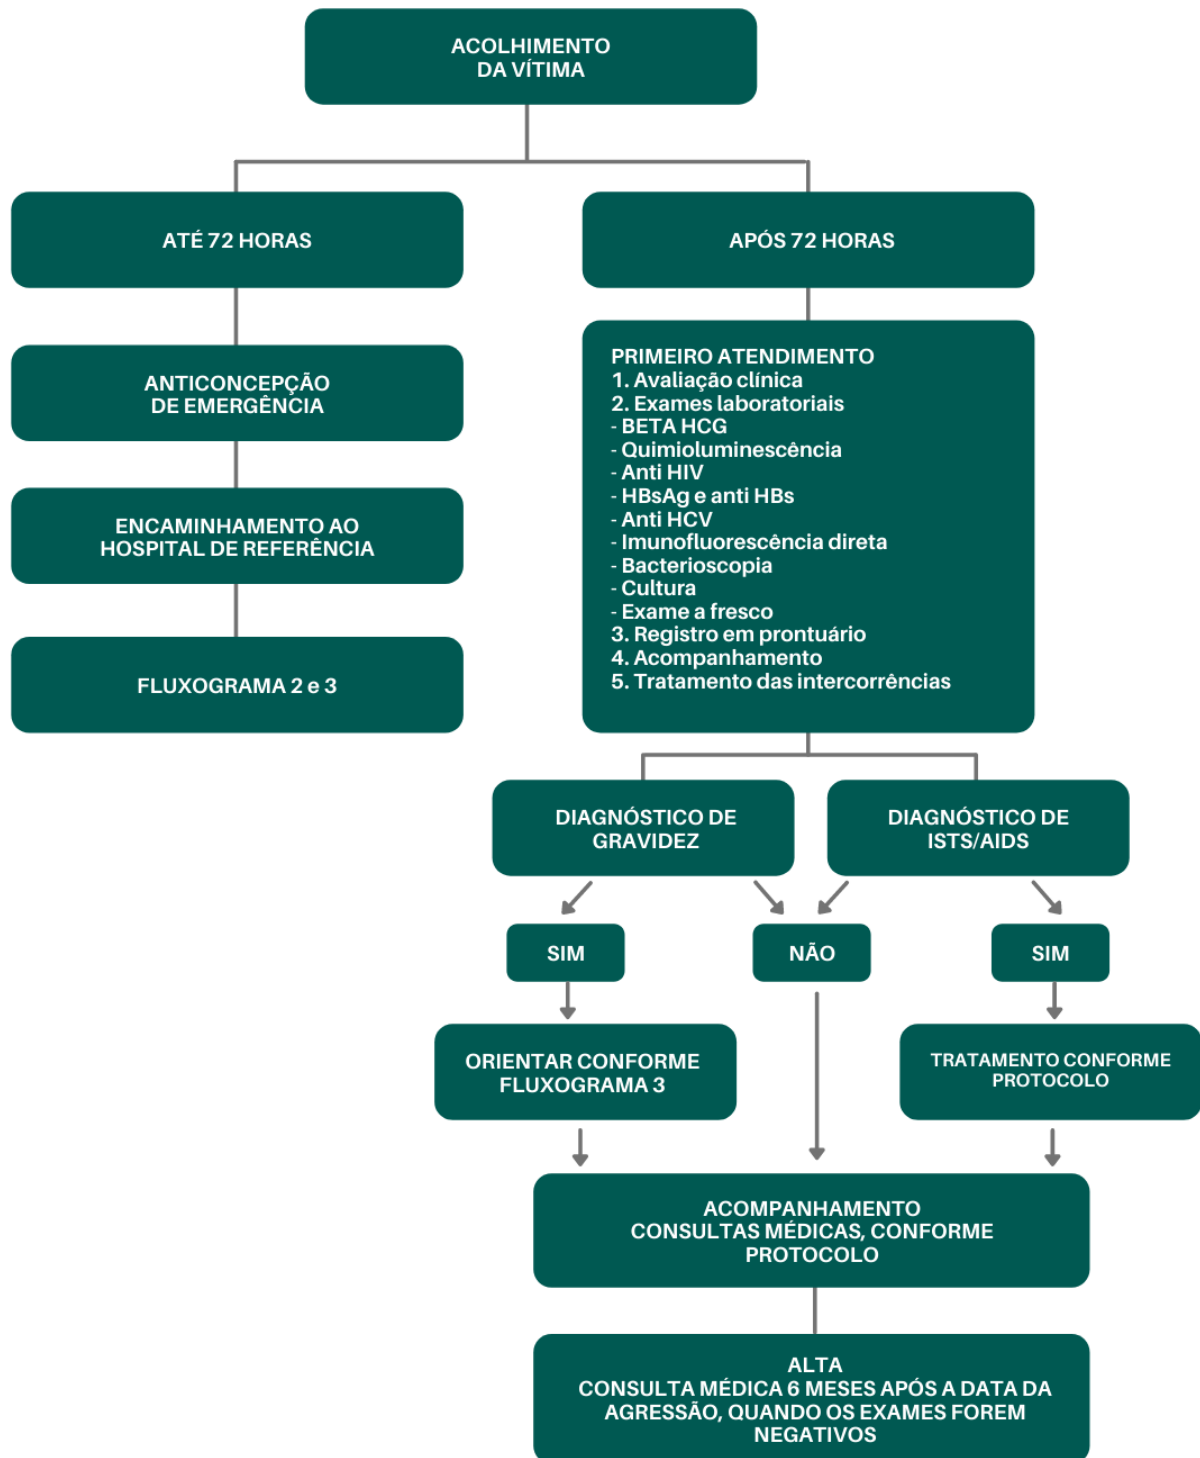 ACOLHIMENTO
DA VÍTIMA
ATÉ 72 HORAS
APÓS 72 HORAS
ANTICONCEPÇÃO
DE EMERGÊNCIA
ENCAMINHAMENTO AO
HOSPITAL DE REFERÊNCIA
FLUXOGRAMA 2 e 3
PRIMEIRO ATENDIMENTO
1. Avaliação clínica
2. Exames laboratoriais
- BETA HCG
- Quimioluminescência
- Anti HIV
- HBsAg e anti HBs
- Anti HCV
- Imunofluorescência direta
- Bacterioscopia
- Cultura
- Exame a fresco
3. Registro em prontuário
4. Acompanhamento
5. Tratamento das intercorrências
DIAGNÓSTICO DE
GRAVIDEZ
DIAGNÓSTICO DE
ISTS/AIDS
SIM
NÃO
SIM
ORIENTAR CONFORME
FLUXOGRAMA 3
TRATAMENTO CONFORME
PROTOCOLO
ACOMPANHAMENTO
CONSULTAS MÉDICAS, CONFORME
PROTOCOLO
ALTA
CONSULTA MÉDICA 6 MESES APÓS A DATA DA
AGRESSÃO, QUANDO OS EXAMES FOREM
NEGATIVOS